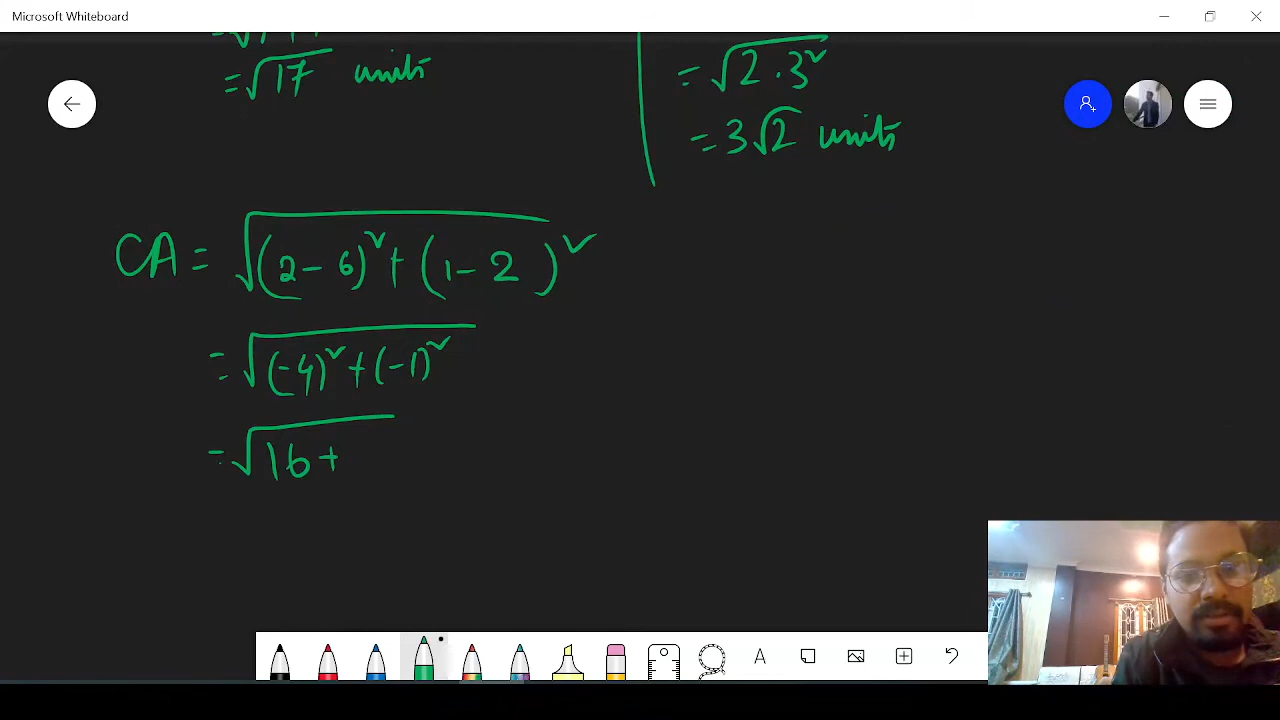 Microsoft Whiteboard
= √17 units
= √2 · 3²
= 3√2 units
CA = √(2 - 6)² + (1 - 2)²
= √(-4)² + (-1)²
= √16 +
A